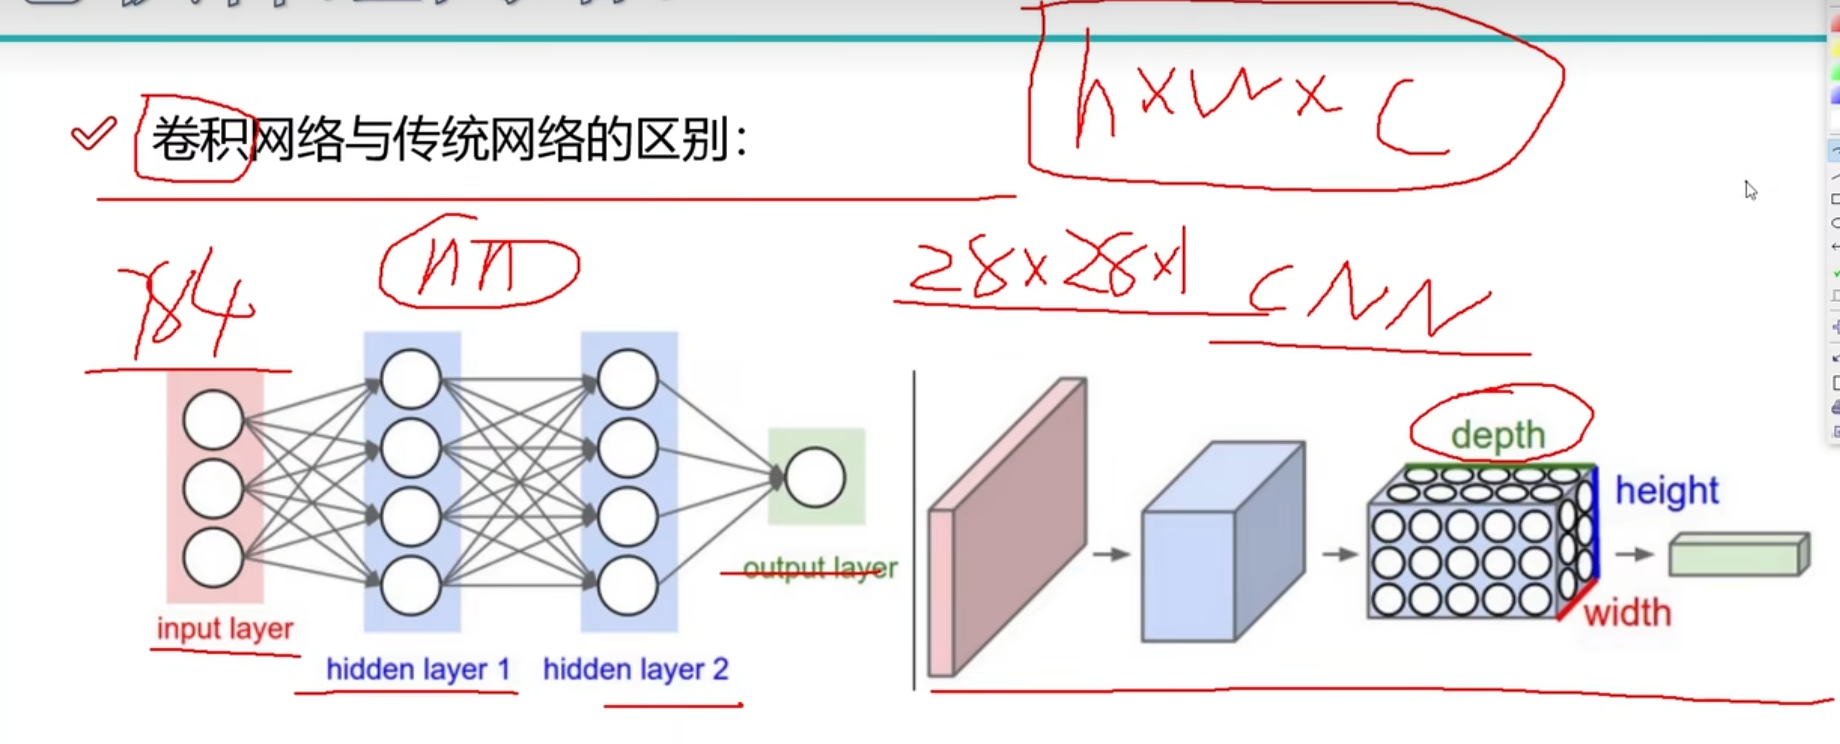 h×w×c
卷积网络与传统网络的区别：
784
nn
28×28×1
CNN
depth
height
width
output layer
input layer
hidden layer 1
hidden layer 2